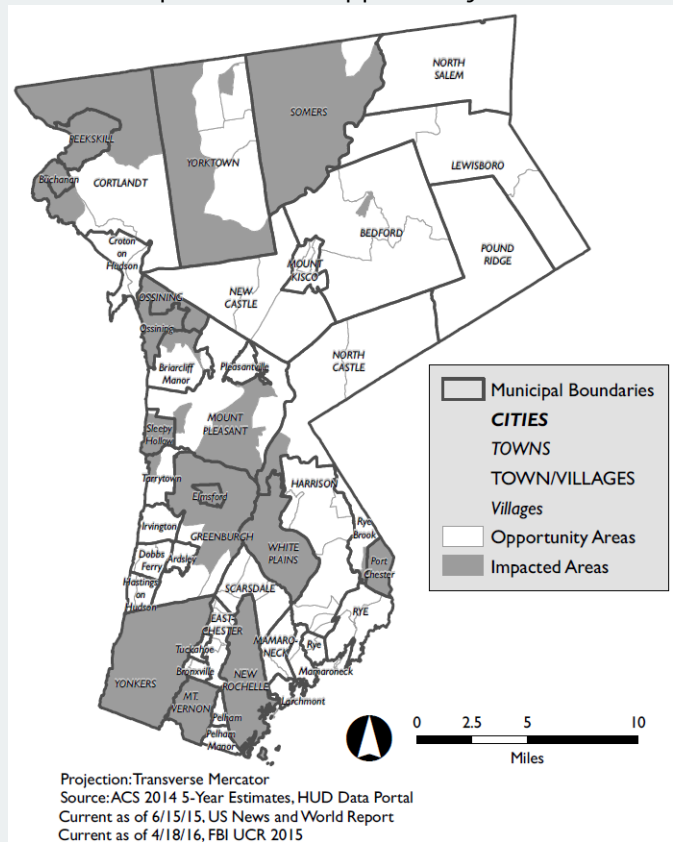 NORTH
SALEM
SOMERS
PEEKSKILL
YORKTOWN
LEWISBORO
Buchanan
CORTLANDT
BEDFORD
Croton
on
Hudson
POUND
RIDGE
MOUNT
KISCO
NEW
CASTLE
OSSINING
Ossining
NORTH
CASTLE
Briarcliff
Manor
Pleasantville
MOUNT
PLEASANT
Sleepy
Hollow
Tarrytown
HARRISON
Elmsford
Irvington
GREENBURGH
Rye
Brook
WHITE
PLAINS
Dobbs
Ferry
Ardsley
Port
Chester
Hastings
on
Hudson
SCARSDALE
RYE
EAST-
CHESTER
MAMARO-
NECK
Rye
Tuckahoe
Mamaroneck
Bronxville
YONKERS
NEW
ROCHELLE
MT.
VERNON
Larchmont
Pelham
Pelham
Manor
Municipal Boundaries
CITIES
TOWNS
TOWN/VILLAGES
Villages
Opportunity Areas
Impacted Areas
0 2.5 5 10
Miles
Projection: Transverse Mercator
Source: ACS 2014 5-Year Estimates, HUD Data Portal
Current as of 6/15/15, US News and World Report
Current as of 4/18/16, FBI UCR 2015